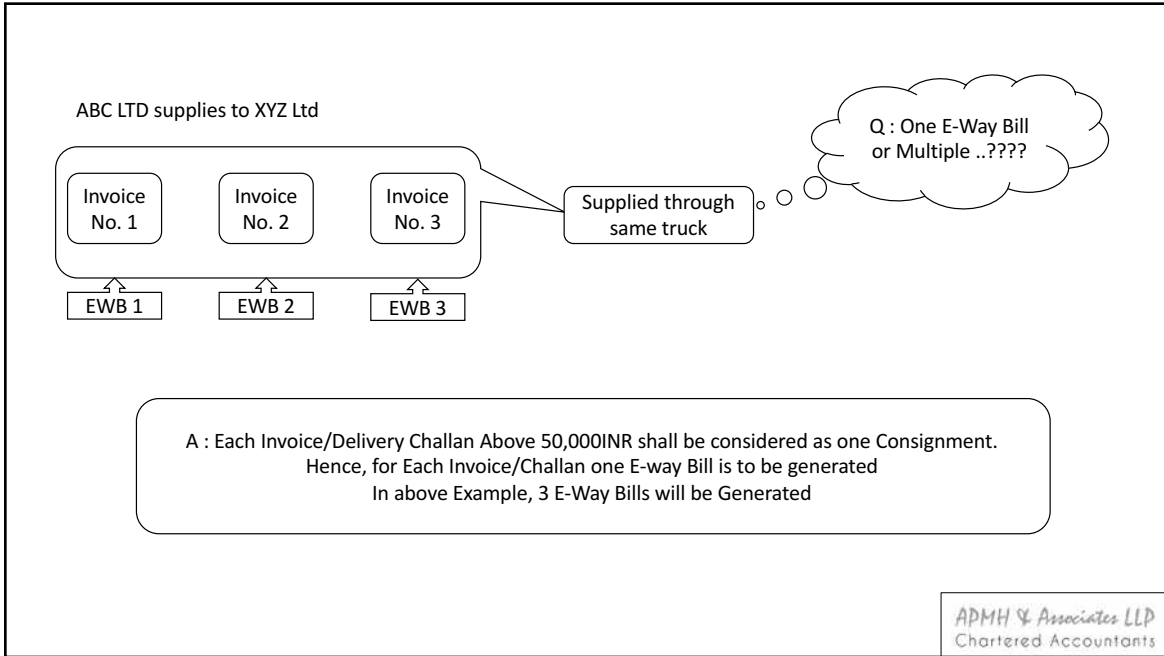 ABC LTD supplies to XYZ Ltd
Q : One E-Way Bill
or Multiple ..????
Invoice
No. 1
Invoice
No. 2
Invoice
No. 3
Supplied through
same truck
EWB 1
EWB 2
EWB 3
A : Each Invoice/Delivery Challan Above 50,000INR shall be considered as one Consignment.
Hence, for Each Invoice/Challan one E-way Bill is to be generated
In above Example, 3 E-Way Bills will be Generated
APMH & Associates LLP
Chartered Accountants